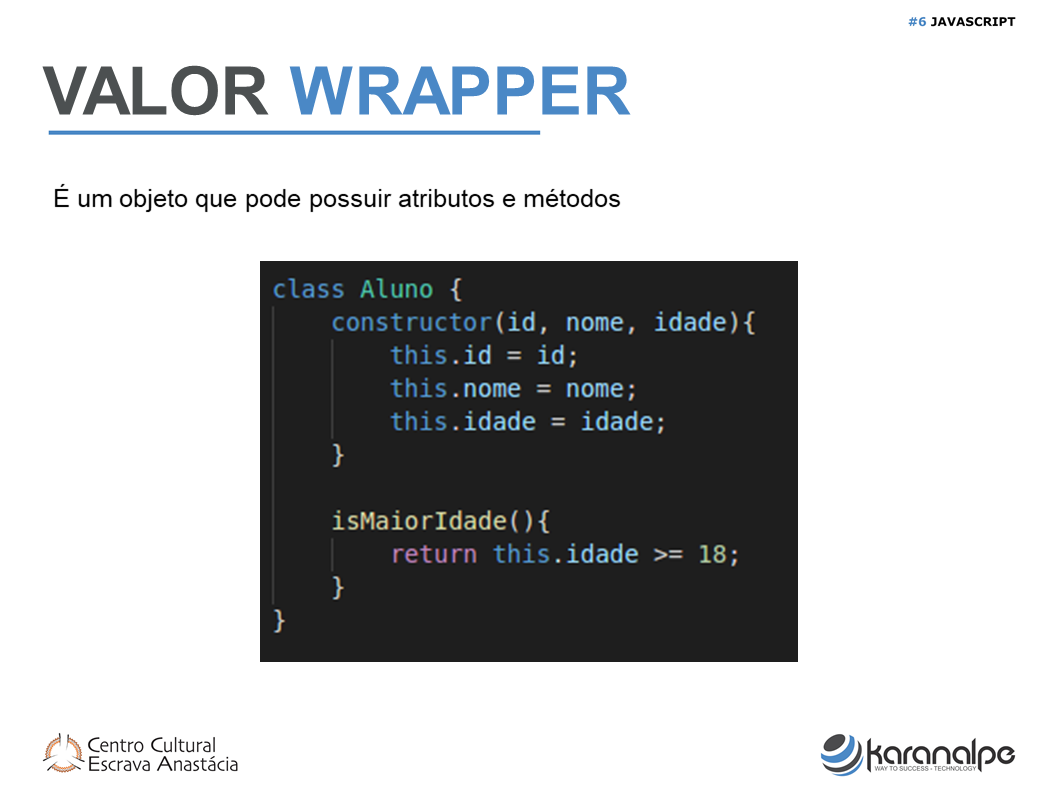 #6 JAVASCRIPT
VALOR WRAPPER
É um objeto que pode possuir atributos e métodos
class Aluno {
    constructor(id, nome, idade){
        this.id = id;
        this.nome = nome;
        this.idade = idade;
    }
    isMaiorIdade(){
        return this.idade >= 18;
    }
}
Centro Cultural
Escrava Anastácia
karanalpe
WAY TO SUCCESS - TECHNOLOGY